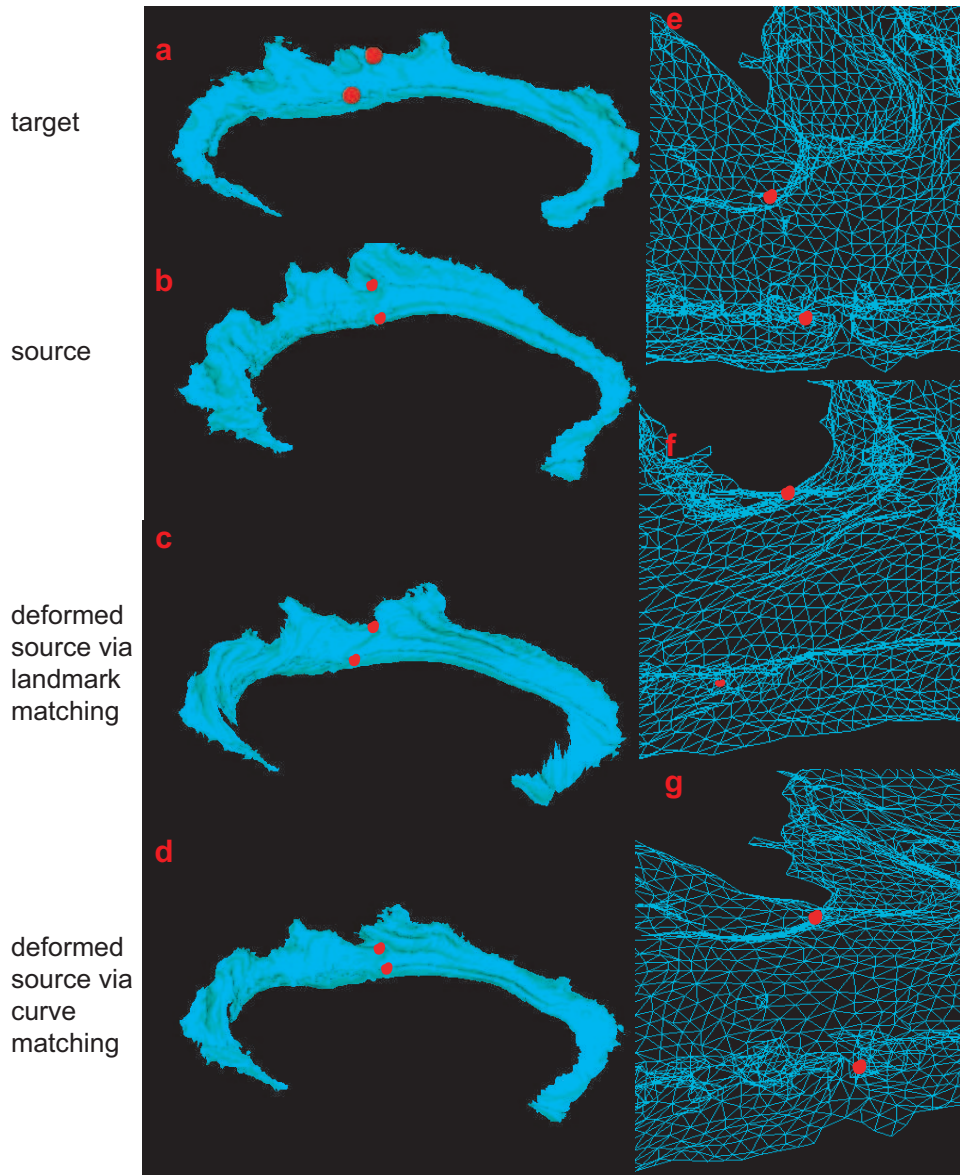 a
e
target
b
source
f
c
deformed
source via
landmark
matching
g
d
deformed
source via
curve
matching